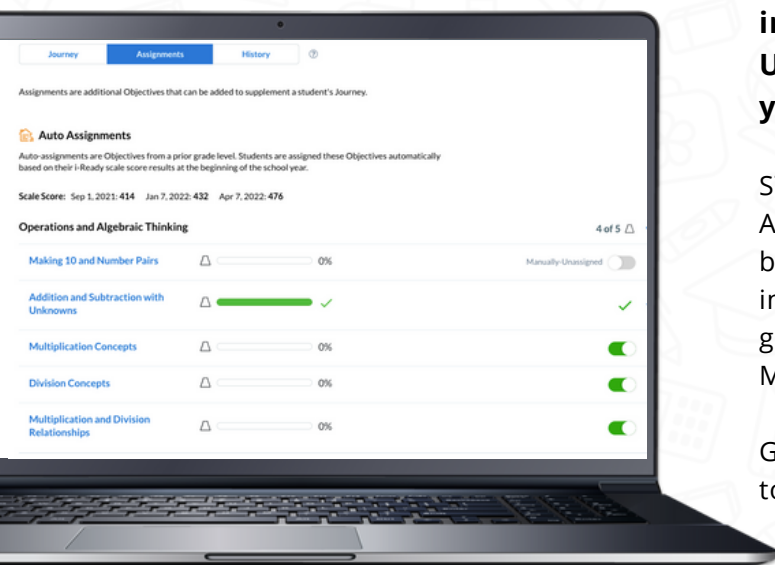 Journey Assignments History ?
Assignments are additional Objectives that can be added to supplement a student's Journey.
Auto Assignments
Auto-assignments are Objectives from a prior grade level. Students are assigned these Objectives automatically
based on their i-Ready scale score results at the beginning of the school year.
Scale Score: Sep 1, 2021: 414 Jan 7, 2022: 432 Apr 7, 2022: 476
Operations and Algebraic Thinking 4 of 5
Making 10 and Number Pairs 0% Manually-Unassigned
Addition and Subtraction with
Unknowns
Multiplication Concepts 0%
Division Concepts 0%
Multiplication and Division
Relationships 0%